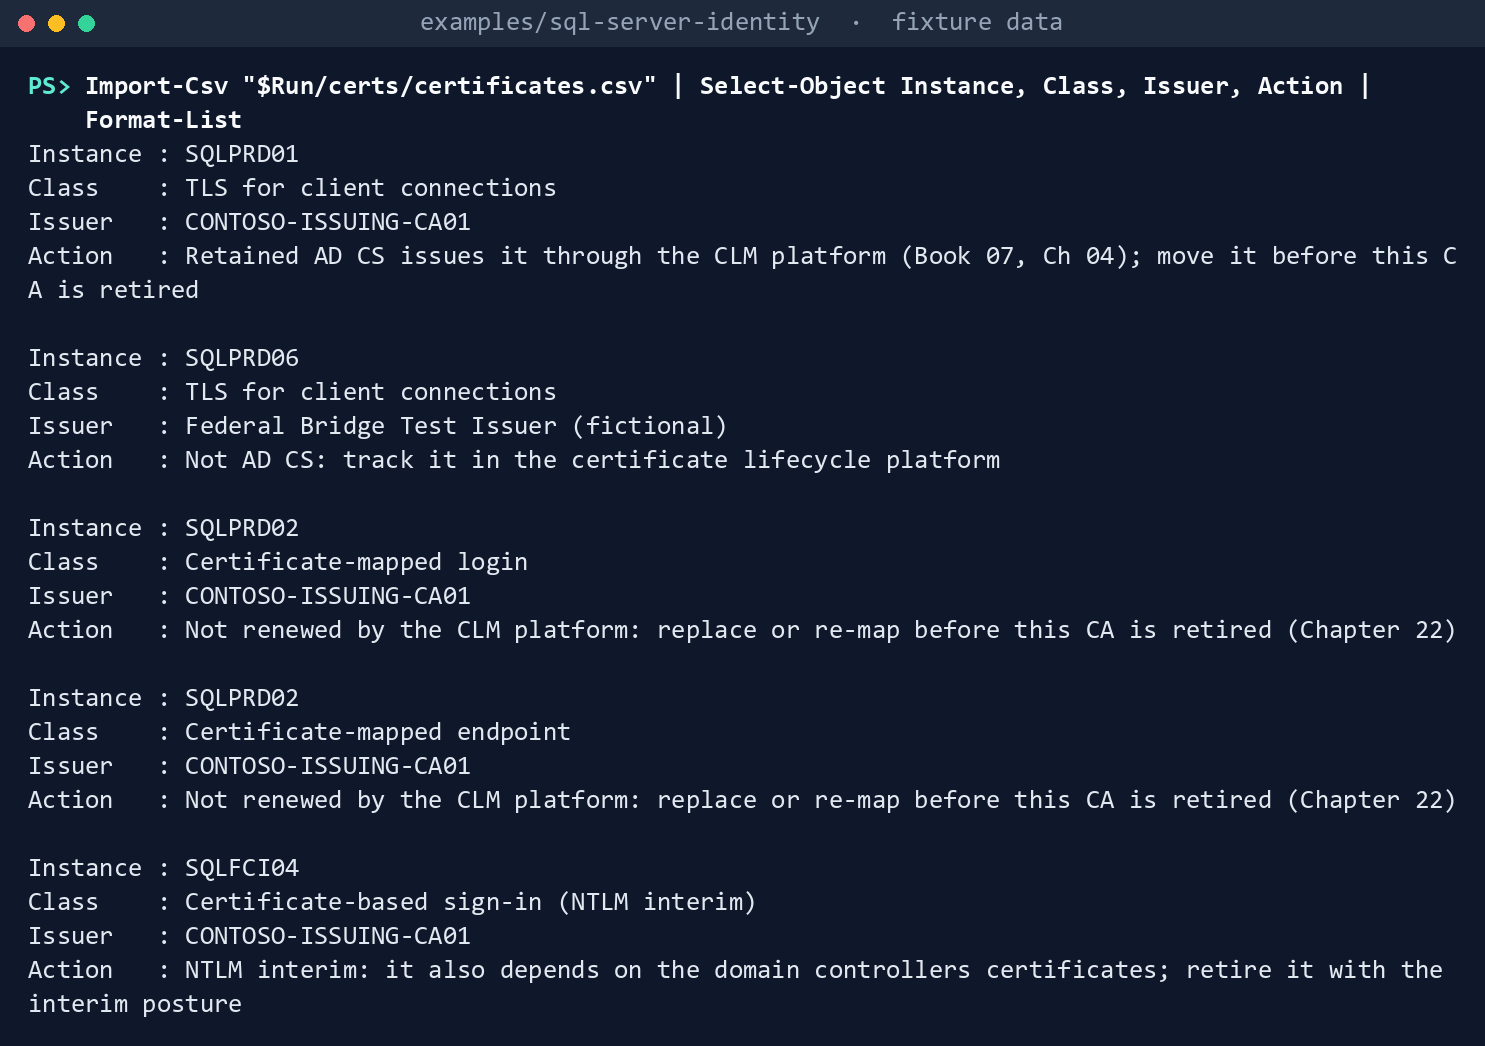 examples/sql-server-identity · fixture data
PS> Import-Csv "$Run/certs/certificates.csv" | Select-Object Instance, Class, Issuer, Action |
Format-List
Instance : SQLPRD01
Class    : TLS for client connections
Issuer   : CONTOSO-ISSUING-CA01
Action   : Retained AD CS issues it through the CLM platform (Book 07, Ch 04); move it before this C
A is retired
Instance : SQLPRD06
Class    : TLS for client connections
Issuer   : Federal Bridge Test Issuer (fictional)
Action   : Not AD CS: track it in the certificate lifecycle platform
Instance : SQLPRD02
Class    : Certificate-mapped login
Issuer   : CONTOSO-ISSUING-CA01
Action   : Not renewed by the CLM platform: replace or re-map before this CA is retired (Chapter 22)
Instance : SQLPRD02
Class    : Certificate-mapped endpoint
Issuer   : CONTOSO-ISSUING-CA01
Action   : Not renewed by the CLM platform: replace or re-map before this CA is retired (Chapter 22)
Instance : SQLFCI04
Class    : Certificate-based sign-in (NTLM interim)
Issuer   : CONTOSO-ISSUING-CA01
Action   : NTLM interim: it also depends on the domain controllers certificates; retire it with the
interim posture